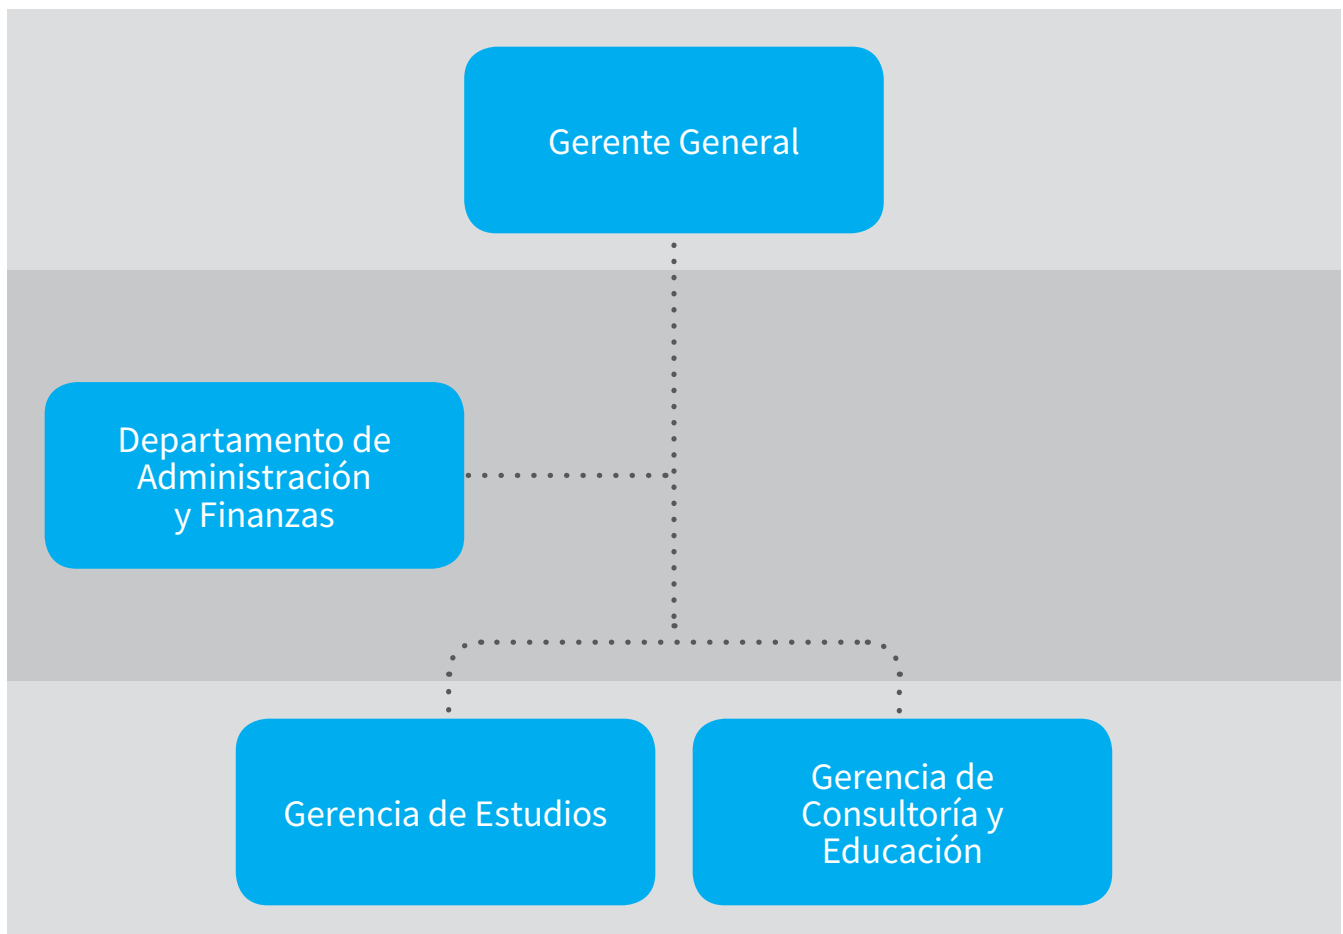 Gerente General
Departamento de
Administración
y Finanzas
Gerencia de Estudios
Gerencia de
Consultoría y
Educación